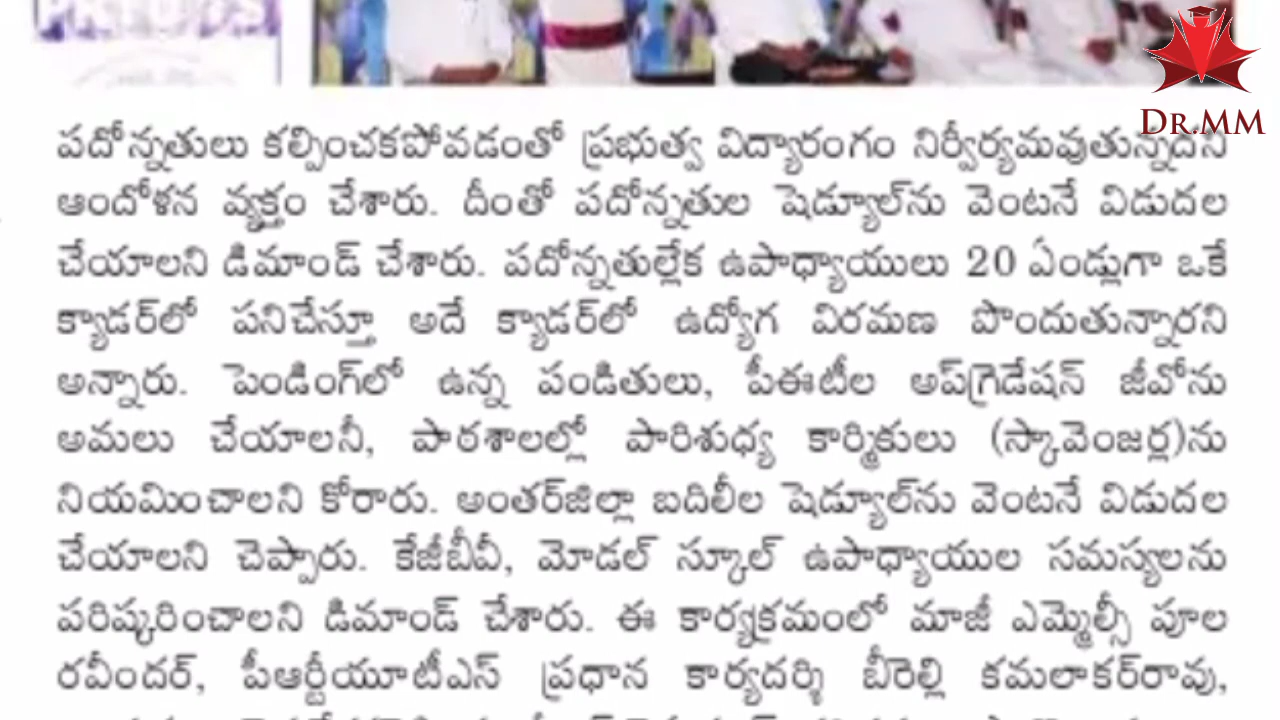 DR.MM
పదోన్నతులు కల్పించకపోవడంతో ప్రభుత్వ విద్యారంగం నిర్వీర్యమవుతున్నదని
ఆందోళన వ్యక్తం చేశారు. దీంతో పదోన్నతుల షెడ్యూల్‌ను వెంటనే విడుదల
చేయాలని డిమాండ్ చేశారు. పదోన్నతుల్లేక ఉపాధ్యాయులు 20 ఏండ్లుగా ఒకే
క్యాడర్‌లో పనిచేస్తూ అదే క్యాడర్‌లో ఉద్యోగ విరమణ పొందుతున్నారని
అన్నారు. పెండింగ్‌లో ఉన్న పండితులు, పీఈటీల అప్‌గ్రెడేషన్ జీవోను
అమలు చేయాలనీ, పాఠశాలల్లో పారిశుధ్య కార్మికులు (స్కావెంజర్ల)ను
నియమించాలని కోరారు. అంతర్‌జిల్లా బదిలీల షెడ్యూల్‌ను వెంటనే విడుదల
చేయాలని చెప్పారు. కేజీబీవీ, మోడల్ స్కూల్ ఉపాధ్యాయుల సమస్యలను
పరిష్కరించాలని డిమాండ్ చేశారు. ఈ కార్యక్రమంలో మాజీ ఎమ్మెల్సీ పూల
రవీందర్, పీఆర్టీయూటీఎస్ ప్రధాన కార్యదర్శి బీరెల్లి కమలాకర్‌రావు,